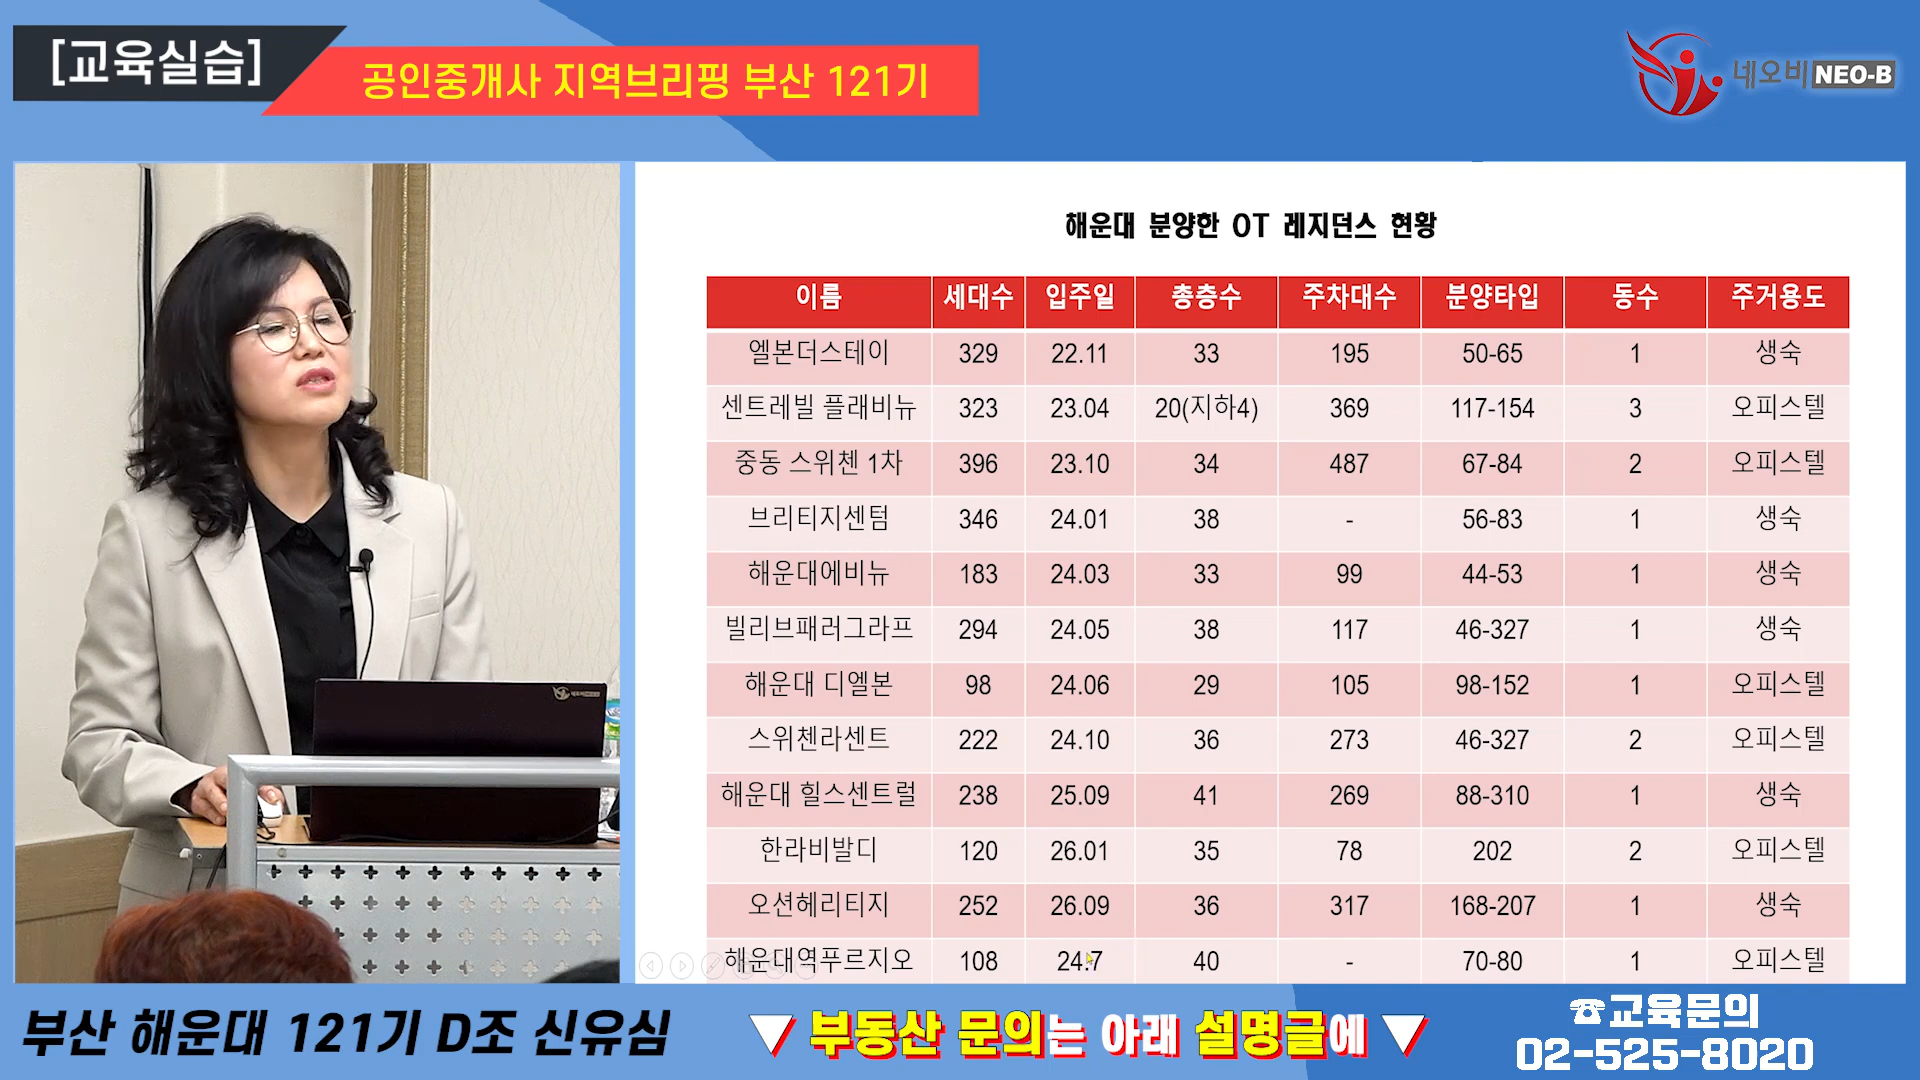 [교육실습]
공인중개사 지역브리핑 부산 121기
네오비 NEO-B
해운대 분양한 OT 레지던스 현황
이름 세대수 입주일 총층수 주차대수 분양타입 동수 주거용도
엘본더스테이 329 22.11 33 195 50-65 1 생숙
센트레빌 플래비뉴 323 23.04 20(지하4) 369 117-154 3 오피스텔
중동 스위첸 1차 396 23.10 34 487 67-84 2 오피스텔
브리티지센텀 346 24.01 38 - 56-83 1 생숙
해운대에비뉴 183 24.03 33 99 44-53 1 생숙
빌리브패러그라프 294 24.05 38 117 46-327 1 생숙
해운대 디엘본 98 24.06 29 105 98-152 1 오피스텔
스위첸라센트 222 24.10 36 273 46-327 2 오피스텔
해운대 힐스센트럴 238 25.09 41 269 88-310 1 생숙
한라비발디 120 26.01 35 78 202 2 오피스텔
오션헤리티지 252 26.09 36 317 168-207 1 생숙
해운대역푸르지오 108 24.7 40 - 70-80 1 오피스텔
부산 해운대 121기 D조 신유심
▼ 부동산 문의는 아래 설명글에 ▼
☎교육문의
02-525-8020